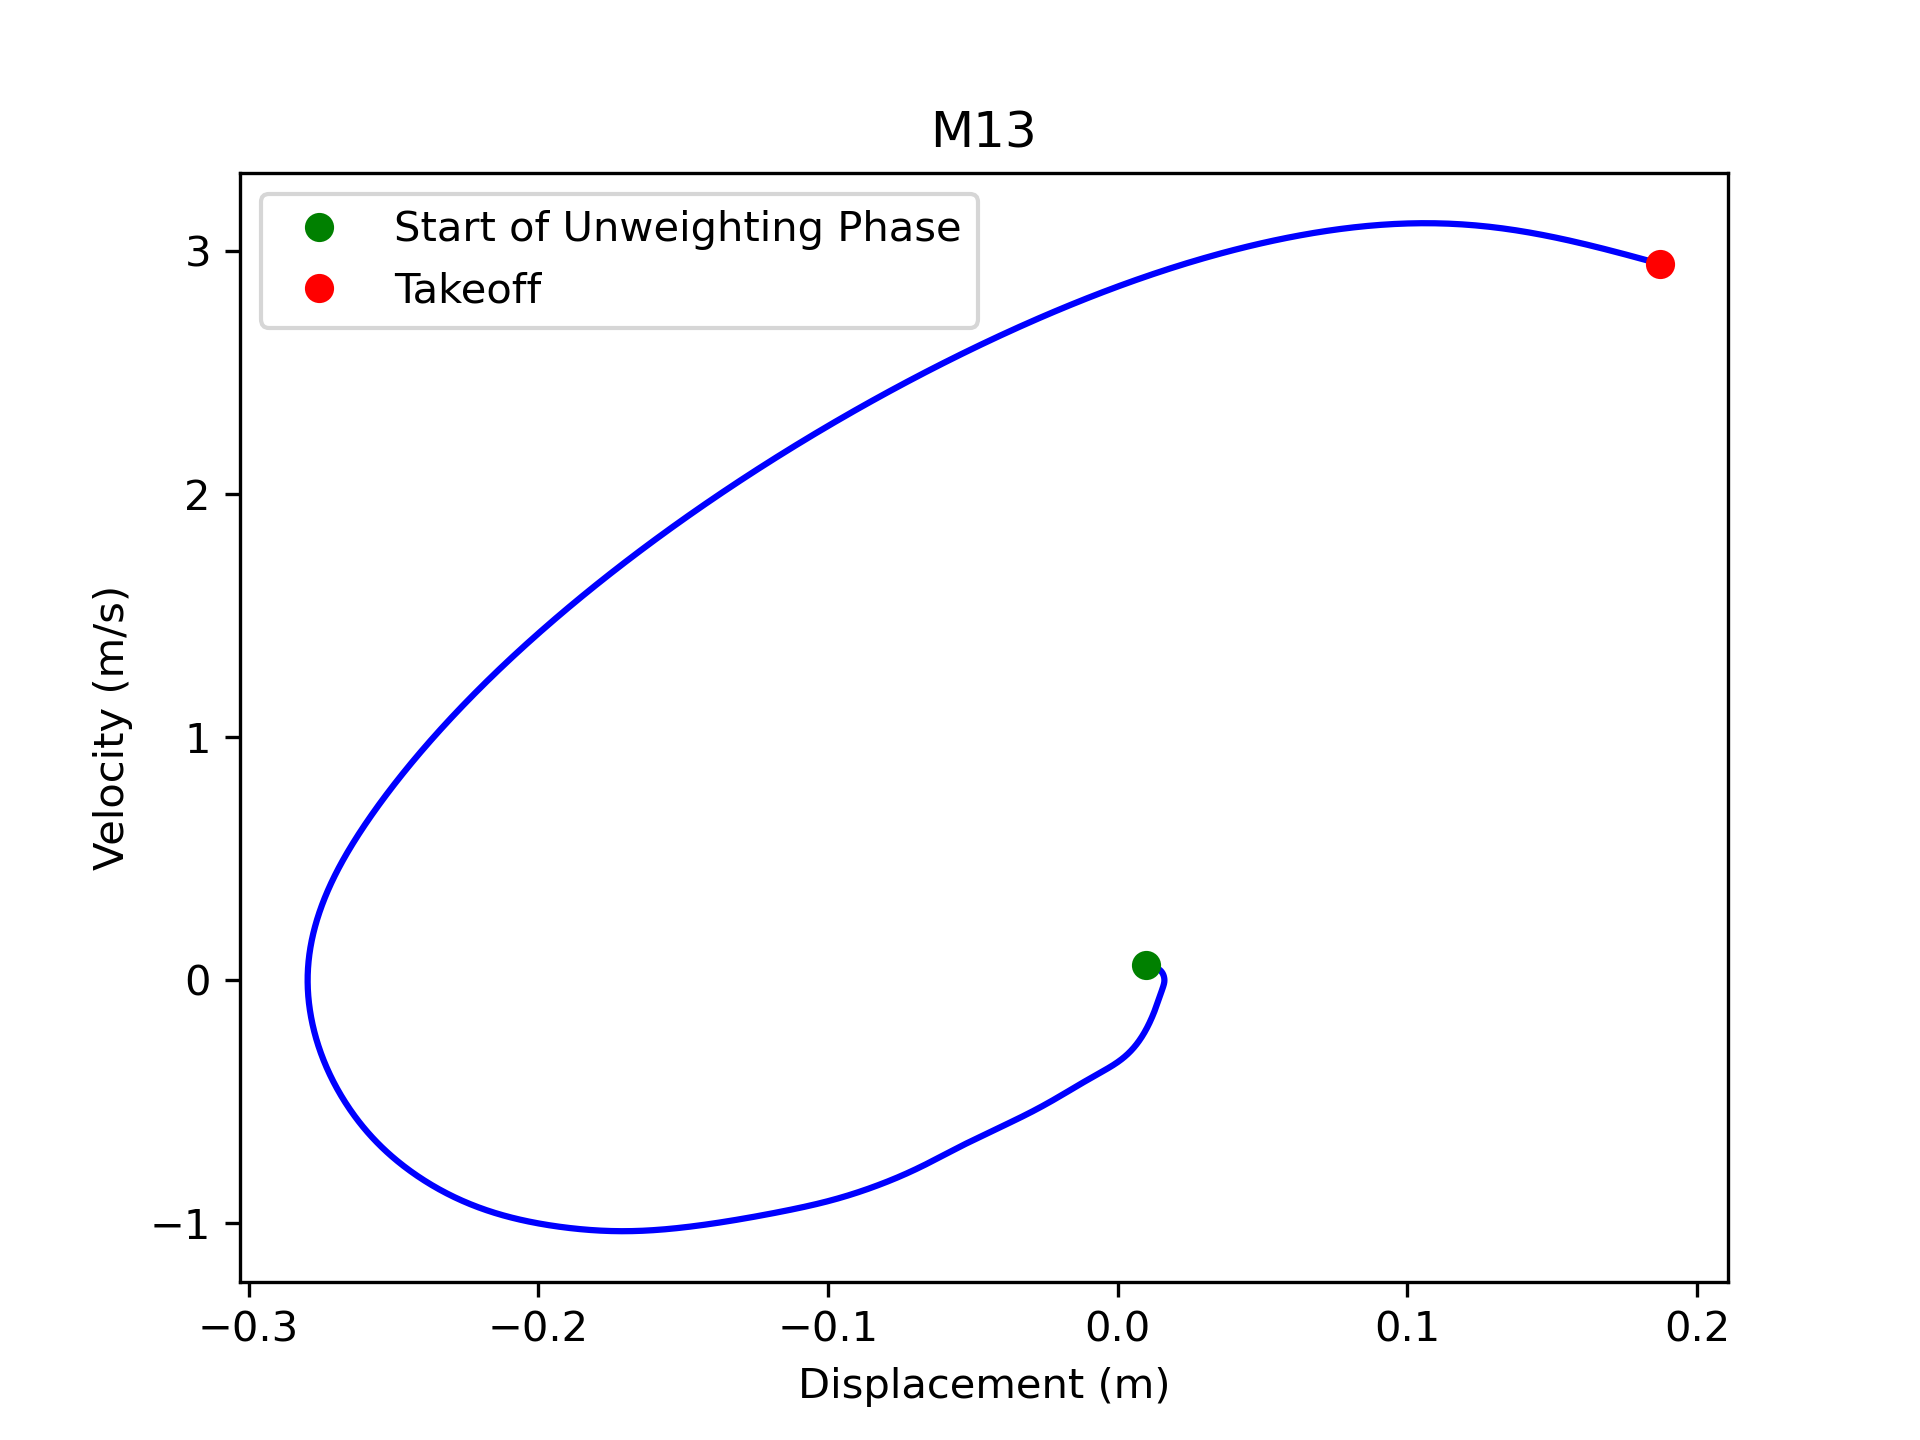 M13
Start of Unweighting Phase
Takeoff
3
2
1
0
−1
Velocity (m/s)
−0.3 −0.2 −0.1 0.0 0.1 0.2
Displacement (m)